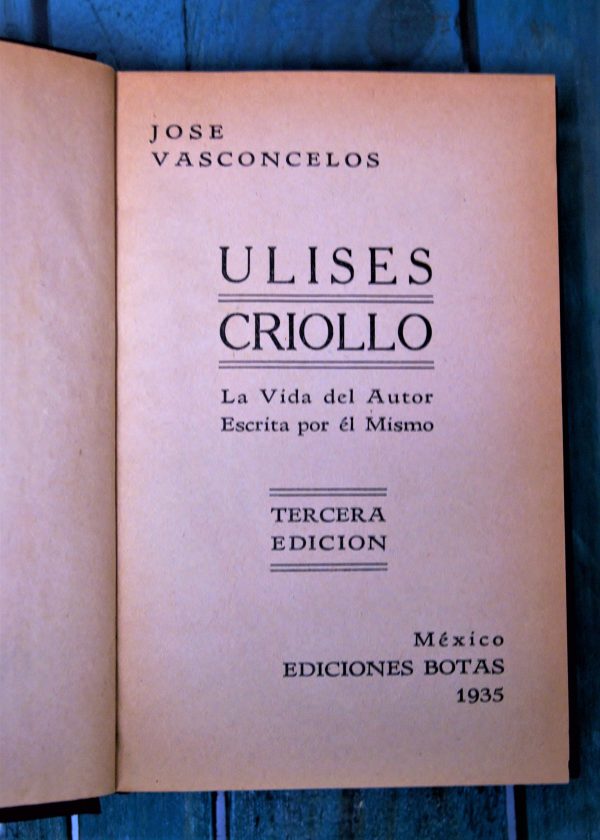 JOSE
VASCONCELOS
ULISES
CRIOLLO
La Vida del Autor
Escrita por él Mismo
TERCERA
EDICION
México
EDICIONES BOTAS
1935